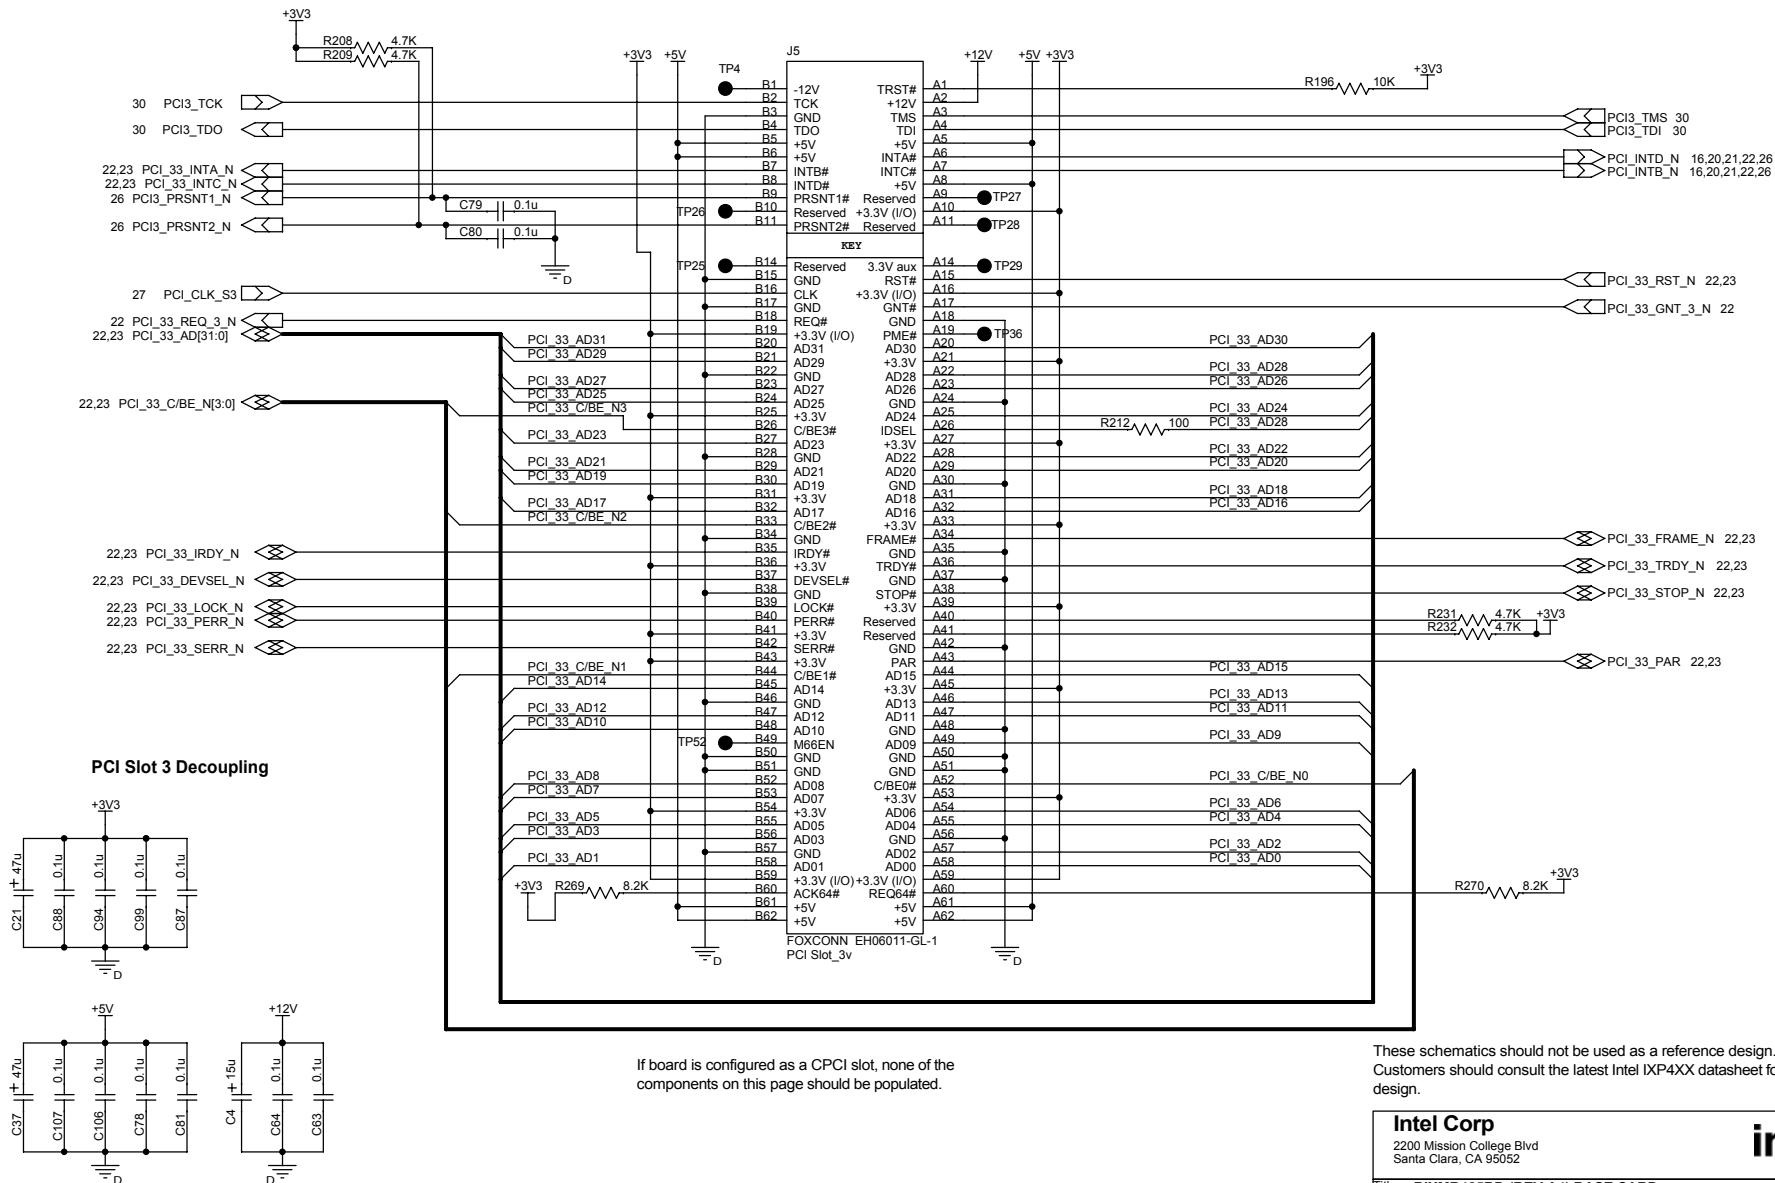 +3V3
R208 4.7K
R209 4.7K
+3V3 +5V
J5
+12V
+5V +3V3
TP4
R196 10K
+3V3
B1 -12V TRST# A1
30 PCI3_TCK B2 TCK +12V A2
B3 GND TMS A3 PCI3_TMS 30
30 PCI3_TDO B4 TDO TDI A4 PCI3_TDI 30
B5 +5V +5V A5
B6 +5V INTA# A6 PCI_INTD_N 16,20,21,22,26
22,23 PCI_33_INTA_N B7 INTB# INTC# A7 PCI_INTB_N 16,20,21,22,26
22,23 PCI_33_INTC_N B8 INTD# +5V A8
26 PCI3_PRSNT1_N B9 PRSNT1# Reserved A9 TP27
C79 0.1u
TP26 B10 Reserved +3.3V (I/O) A10
26 PCI3_PRSNT2_N B11 PRSNT2# Reserved A11 TP28
C80 0.1u
D
KEY
TP25 B14 Reserved 3.3V aux A14 TP29
B15 GND RST# A15 PCI_33_RST_N 22,23
27 PCI_CLK_S3 B16 CLK +3.3V (I/O) A16
B17 GND GNT# A17 PCI_33_GNT_3_N 22
22 PCI_33_REQ_3_N B18 REQ# GND A18
22,23 PCI_33_AD[31:0] B19 +3.3V (I/O) PME# A19 TP36
PCI_33_AD31 B20 AD31 AD30 A20 PCI_33_AD30
PCI_33_AD29 B21 AD29 +3.3V A21
B22 GND AD28 A22 PCI_33_AD28
PCI_33_AD27 B23 AD27 AD26 A23 PCI_33_AD26
PCI_33_AD25 B24 AD25 GND A24
22,23 PCI_33_C/BE_N[3:0]
B25 +3.3V AD24 A25 PCI_33_AD24
PCI_33_C/BE_N3 B26 C/BE3# IDSEL A26 R212 100 PCI_33_AD28
PCI_33_AD23 B27 AD23 +3.3V A27
B28 GND AD22 A28 PCI_33_AD22
PCI_33_AD21 B29 AD21 AD20 A29 PCI_33_AD20
PCI_33_AD19 B30 AD19 GND A30
B31 +3.3V AD18 A31 PCI_33_AD18
PCI_33_AD17 B32 AD17 AD16 A32 PCI_33_AD16
PCI_33_C/BE_N2 B33 C/BE2# +3.3V A33
B34 GND FRAME# A34 PCI_33_FRAME_N 22,23
22,23 PCI_33_IRDY_N B35 IRDY# GND A35
B36 +3.3V TRDY# A36 PCI_33_TRDY_N 22,23
22,23 PCI_33_DEVSEL_N B37 DEVSEL# GND A37
B38 GND STOP# A38 PCI_33_STOP_N 22,23
22,23 PCI_33_LOCK_N B39 LOCK# +3.3V A39
22,23 PCI_33_PERR_N B40 PERR# Reserved A40 R231 4.7K +3V3
B41 +3.3V Reserved A41 R232 4.7K
22,23 PCI_33_SERR_N B42 SERR# GND A42
B43 +3.3V PAR A43 PCI_33_PAR 22,23
PCI_33_C/BE_N1 B44 C/BE1# AD15 A44 PCI_33_AD15
PCI_33_AD14 B45 AD14 +3.3V A45
B46 GND AD13 A46 PCI_33_AD13
PCI_33_AD12 B47 AD12 AD11 A47 PCI_33_AD11
PCI_33_AD10 B48 AD10 GND A48
TP52 B49 M66EN AD09 A49 PCI_33_AD9
B50 GND GND A50
B51 GND GND A51
PCI_33_AD8 B52 AD08 C/BE0# A52 PCI_33_C/BE_N0
PCI_33_AD7 B53 AD07 +3.3V A53
B54 +3.3V AD06 A54 PCI_33_AD6
PCI_33_AD5 B55 AD05 AD04 A55 PCI_33_AD4
PCI_33_AD3 B56 AD03 GND A56
B57 GND AD02 A57 PCI_33_AD2
PCI_33_AD1 B58 AD01 AD00 A58 PCI_33_AD0
B59 +3.3V (I/O) +3.3V (I/O) A59
+3V3 R269 8.2K B60 ACK64# REQ64# A60 R270 8.2K +3V3
B61 +5V +5V A61
B62 +5V +5V A62
FOXCONN EH06011-GL-1
PCI Slot_3v
D
D
PCI Slot 3 Decoupling
+3V3
+ 47u 0.1u 0.1u 0.1u 0.1u
C21 C88 C94 C99 C87
D
+5V
+ 47u 0.1u 0.1u 0.1u 0.1u
C37 C107 C106 C78 C81
D
+12V
+ 15u 0.1u 0.1u
C4 C64 C63
D
If board is configured as a CPCI slot, none of the
components on this page should be populated.
These schematics should not be used as a reference design.
Customers should consult the latest Intel IXP4XX datasheet fo
design.
Intel Corp
2200 Mission College Blvd
Santa Clara, CA 95052